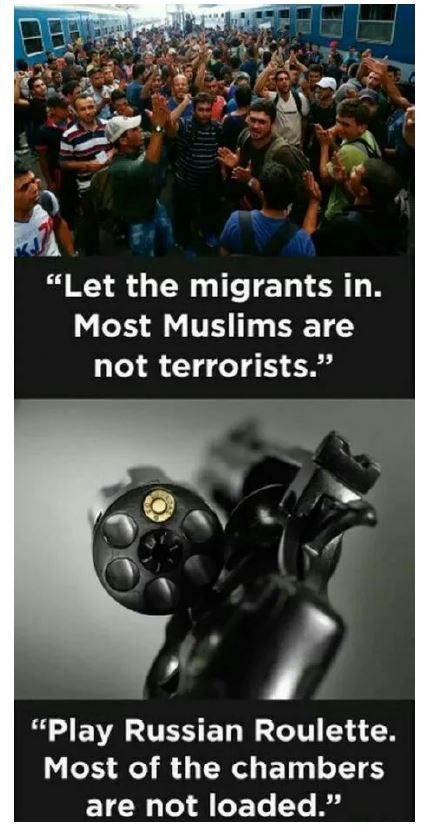 “Let the migrants in.
Most Muslims are
not terrorists.”
“Play Russian Roulette.
Most of the chambers
are not loaded.”